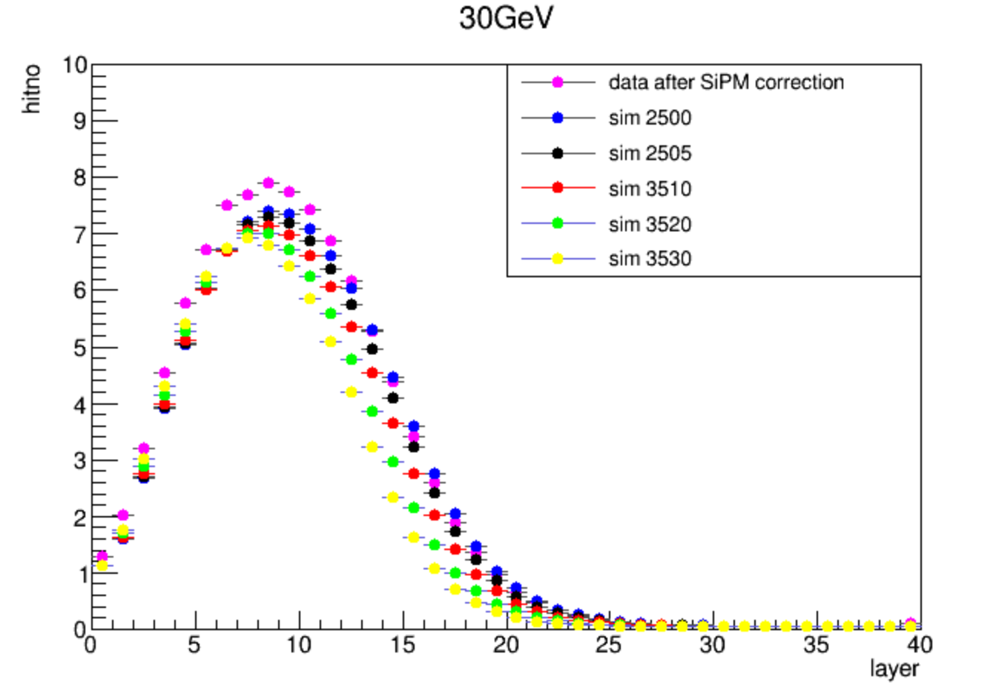 30GeV
hitno
10
9
8
7
6
5
4
3
2
1
0
data after SiPM correction
sim 2500
sim 2505
sim 3510
sim 3520
sim 3530
0 5 10 15 20 25 30 35 40
layer